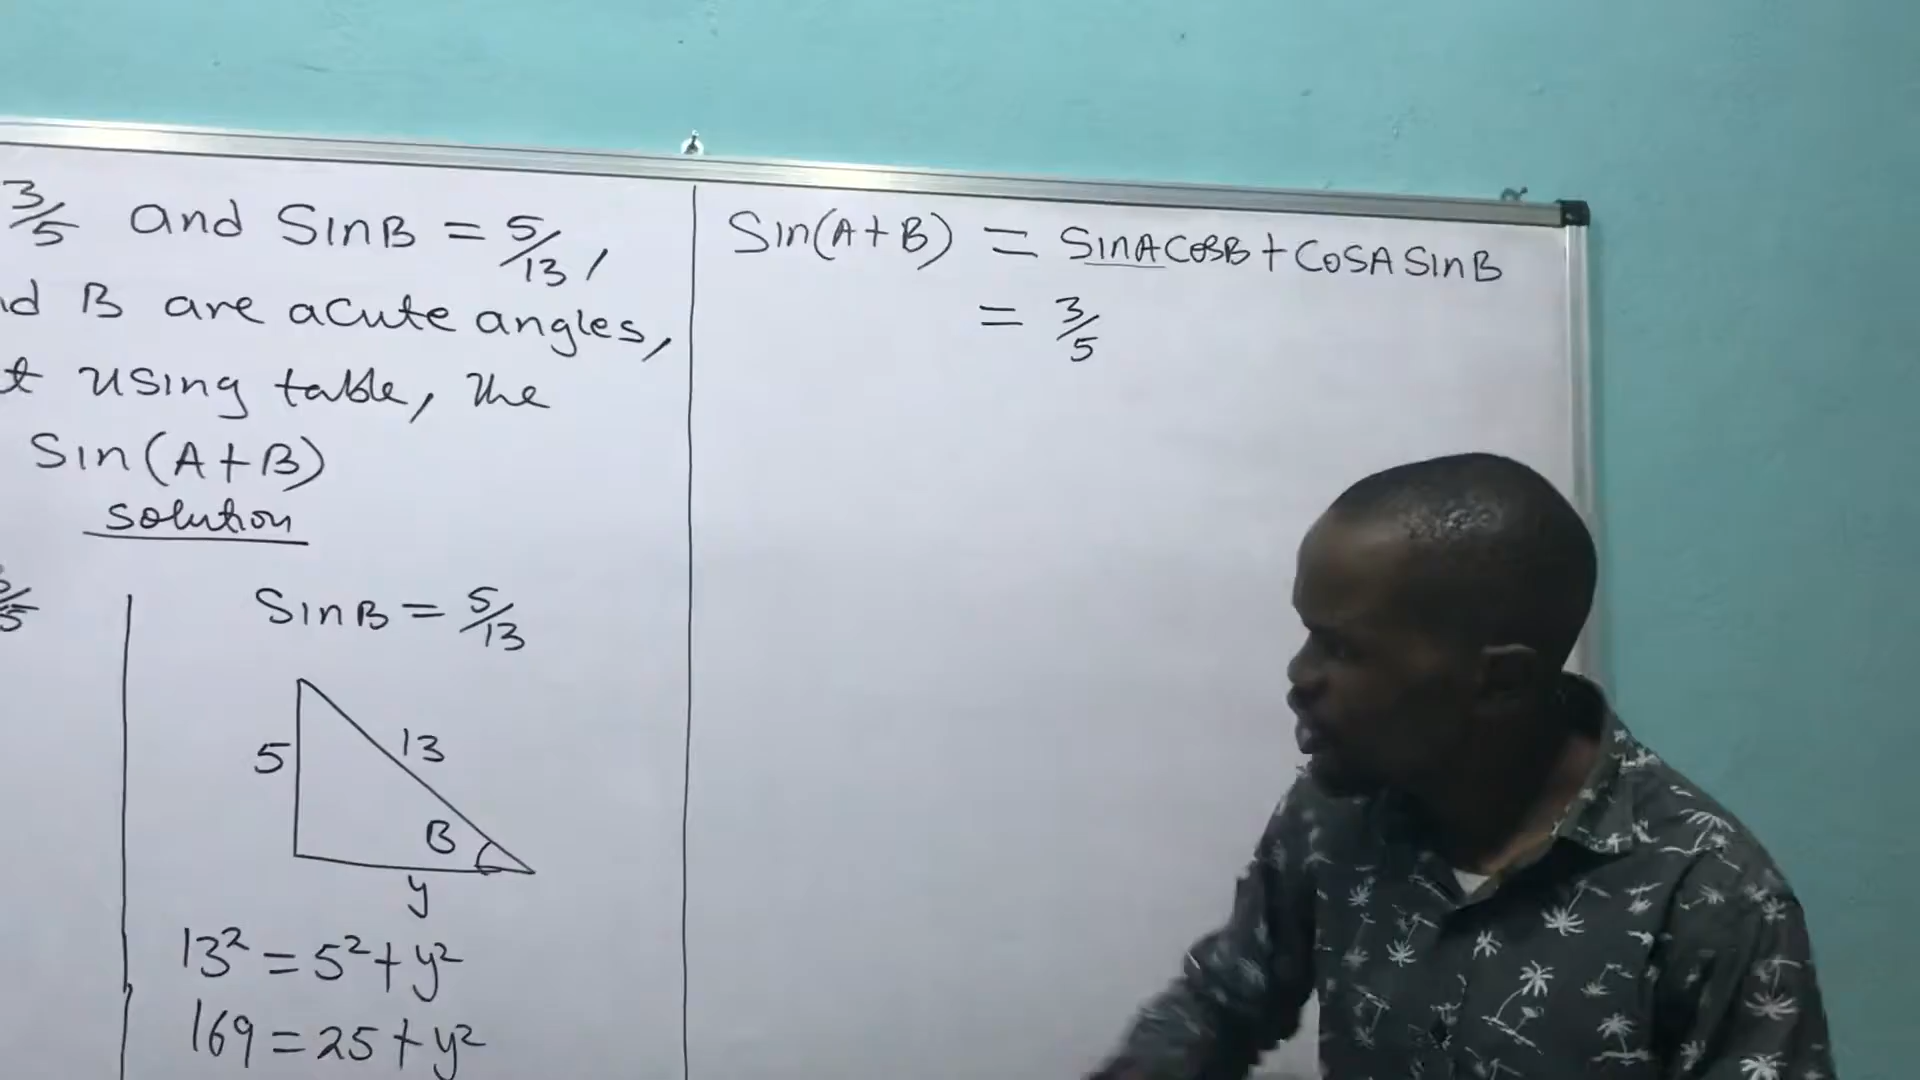 3/5 and SinB = 5/13,
B are acute angles,
using table, the
Sin(A+B)
solution
SinB = 5/13
5
13
B
y
13² = 5² + y²
169 = 25 + y²
Sin(A+B) = SinACosB + CosASinB
= 3/5